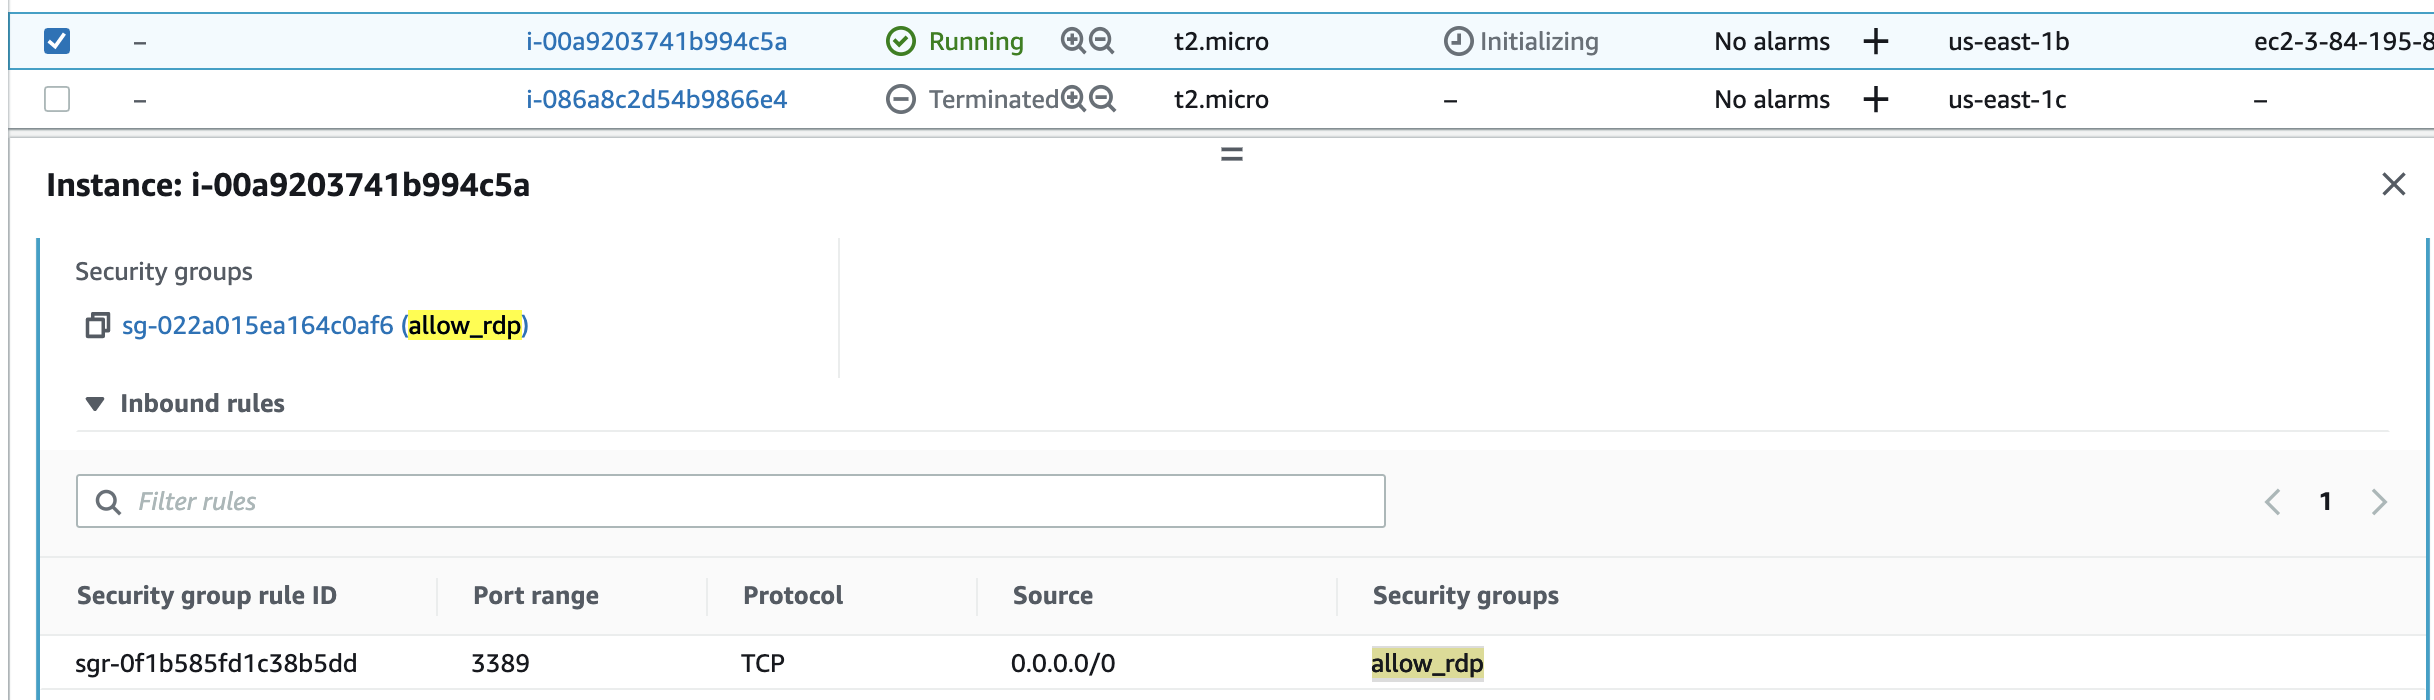 – i-00a9203741b994c5a Running t2.micro Initializing No alarms + us-east-1b ec2-3-84-195-8
– i-086a8c2d54b9866e4 Terminated t2.micro – No alarms + us-east-1c –
Instance: i-00a9203741b994c5a
Security groups
sg-022a015ea164c0af6 (allow_rdp)
Inbound rules
Filter rules
1
Security group rule ID Port range Protocol Source Security groups
sgr-0f1b585fd1c38b5dd 3389 TCP 0.0.0.0/0 allow_rdp